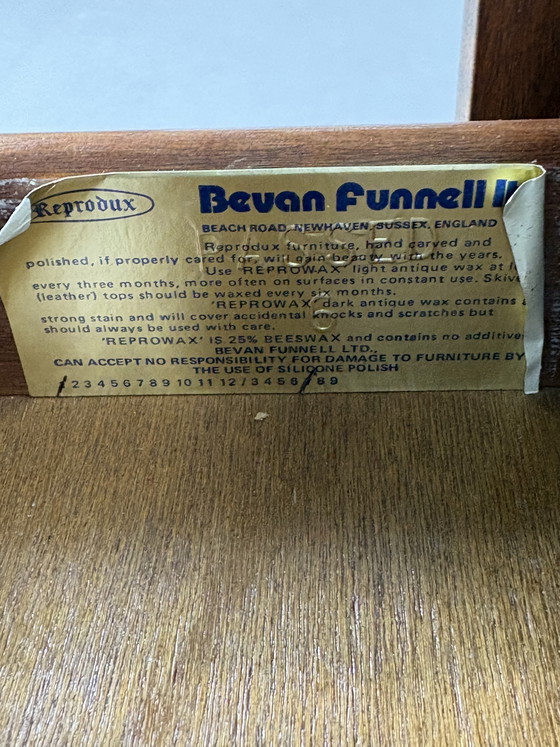 Reprodux
Bevan Funnell
BEACH ROAD, NEWHAVEN, SUSSEX, ENGLAND
Reprodux furniture, hand carved and
polished, if properly cared for, will gain beauty with the years.
Use 'REPROWAX' light antique wax at
every three months, more often on surfaces in constant use.
(leather) tops should be waxed every six months.
'REPROWAX' dark antique wax contains
strong stain and will cover accidental knocks and scratches but
should always be used with care.
'REPROWAX' IS 25% BEESWAX and contains no
BEVAN FUNNELL LTD.,
CAN ACCEPT NO RESPONSIBILITY FOR DAMAGE TO FURNITURE BY
THE USE OF SILICONE POLISH
2 3 4 5 6 7 8 9 10 11 12 / 3 4 5 6 8 9